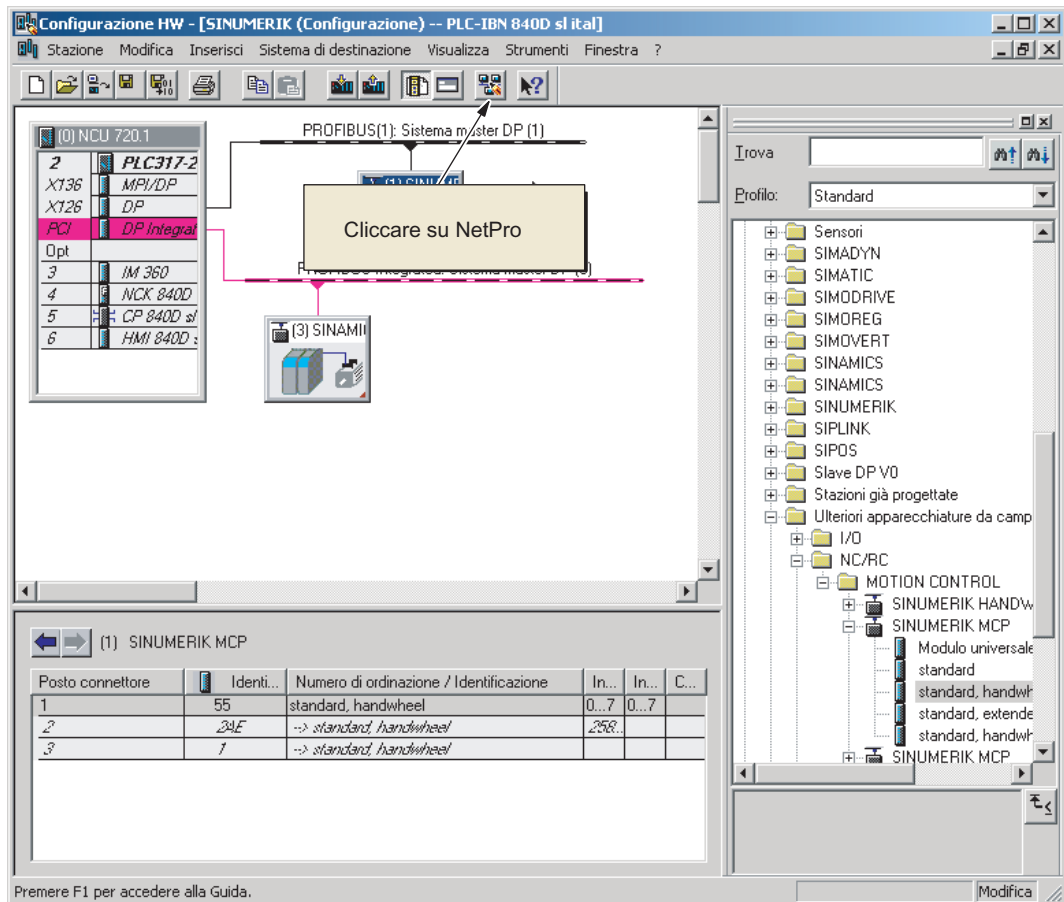 Configurazione HW - [SINUMERIK (Configurazione) -- PLC-IBN 840D sl ital]
Stazione Modifica Inserisci Sistema di destinazione Visualizza Strumenti Finestra ?
(0) NCU 720.1
2 PLC317-2
X136 MPI/DP
X126 DP
PCI DP Integrat
Opt
3 IM 360
4 NCK 840D
5 CP 840D sl
6 HMI 840D s
PROFIBUS(1): Sistema master DP (1)
Cliccare su NetPro
Sistema master DP
(3) SINAMI
Trova
Profilo: Standard
Sensori
SIMADYN
SIMATIC
SIMODRIVE
SIMOREG
SIMOVERT
SINAMICS
SINAMICS
SINUMERIK
SIPLINK
SIPOS
Slave DP V0
Stazioni già progettate
Ulteriori apparecchiature da camp
I/O
NC/RC
MOTION CONTROL
SINUMERIK HANDW
SINUMERIK MCP
Modulo universale
standard
standard, handwh
standard, extende
standard, handwh
SINUMERIK MCP
(1) SINUMERIK MCP
Posto connettore Identi... Numero di ordinazione / Identificazione In... In... C...
1 55 standard, handwheel 0...7 0...7
2 2AE --> standard, handwheel 258..
3 1 --> standard, handwheel
Premere F1 per accedere alla Guida.
Modifica